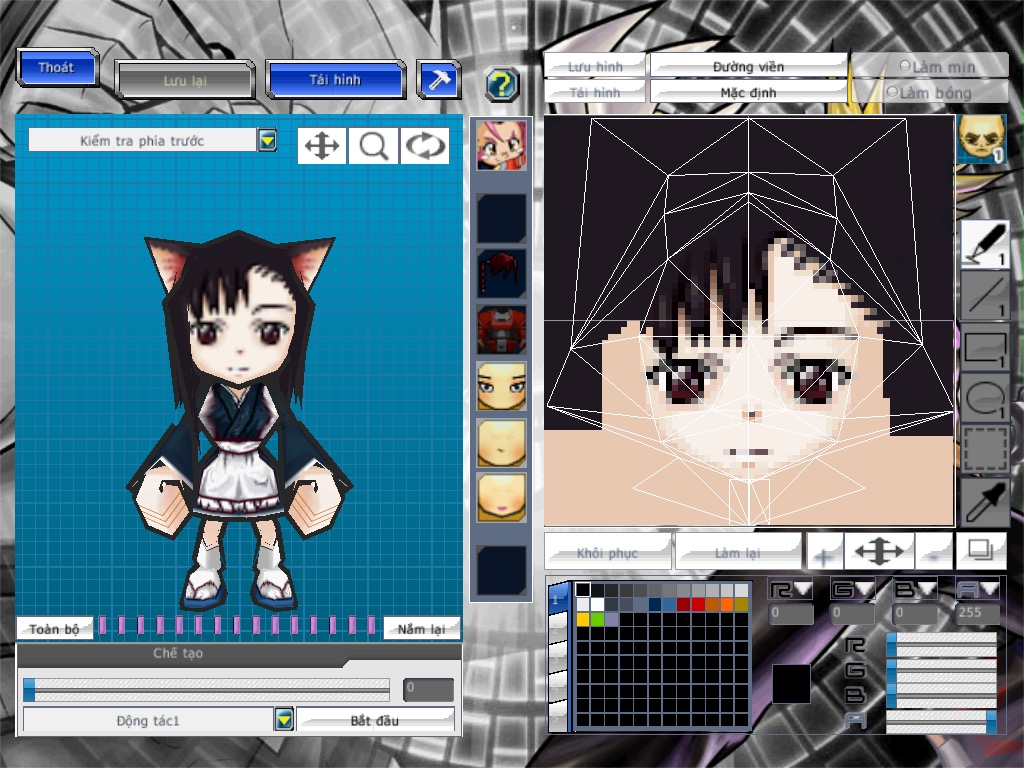 Thoát
Lưu lại
Tải hình
?
Lưu hình
Đường viền
Làm mịn
Tải hình
Mặc định
Làm bóng
Kiểm tra phía trước
1
1
1
1
1
Khôi phục
Làm lại
Toàn bộ
Nắm lại
Chế tạo
0
Động tác1
Bắt đầu
R G B A
0 0 0 255
R
G
B
A